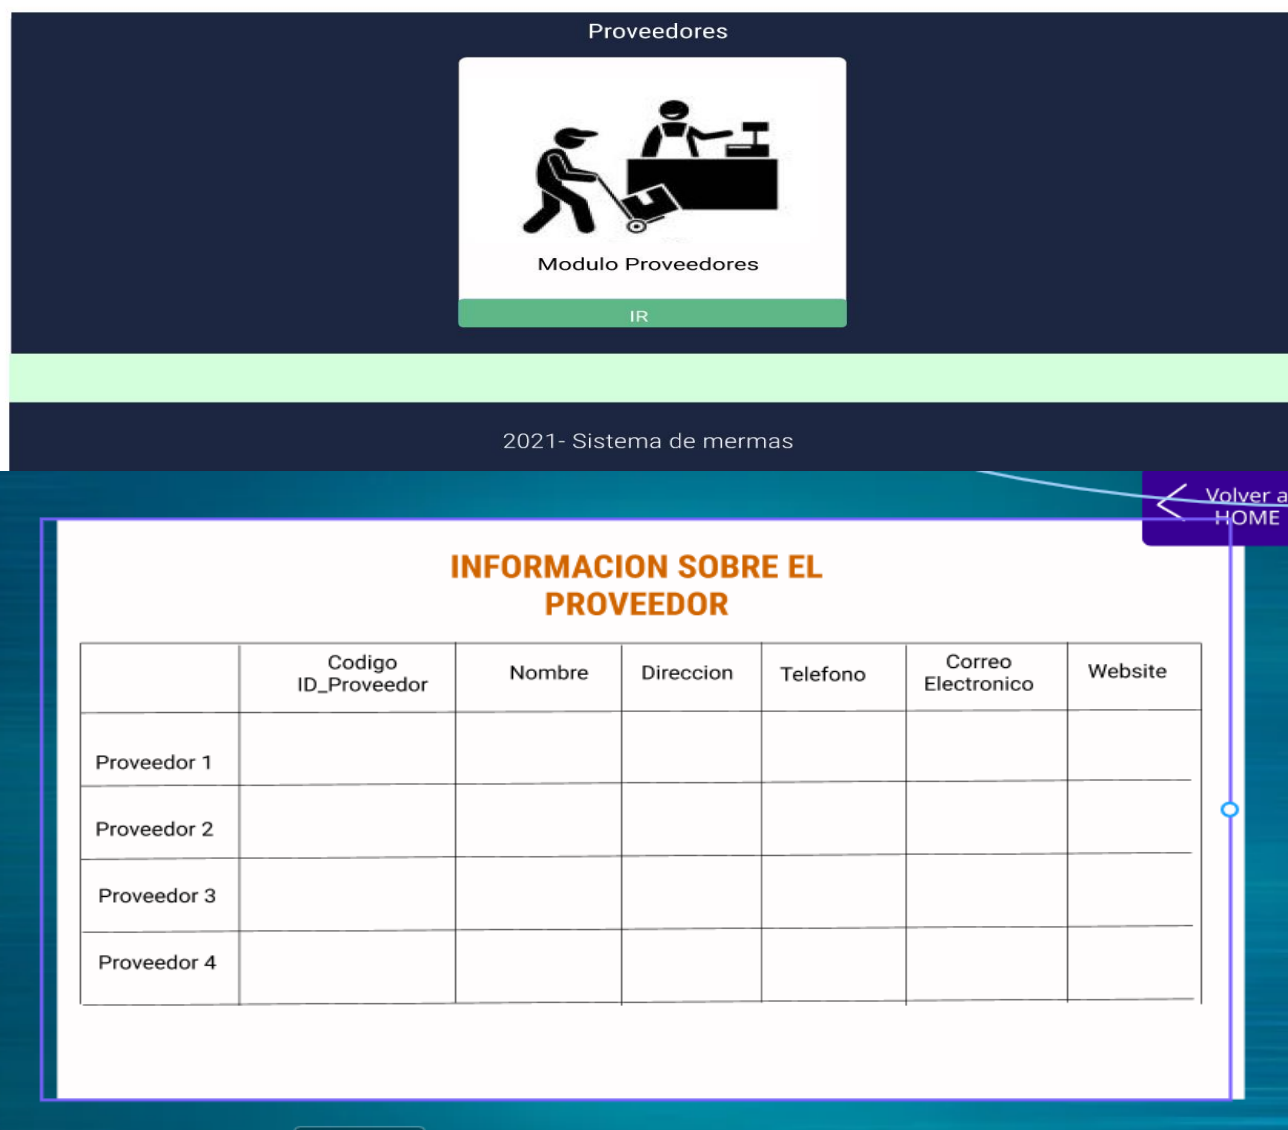 Proveedores
Modulo Proveedores
IR
2021- Sistema de mermas
Volver a
HOME
INFORMACION SOBRE EL
PROVEEDOR
Codigo
ID_Proveedor
Nombre
Direccion
Telefono
Correo
Electronico
Website
Proveedor 1
Proveedor 2
Proveedor 3
Proveedor 4